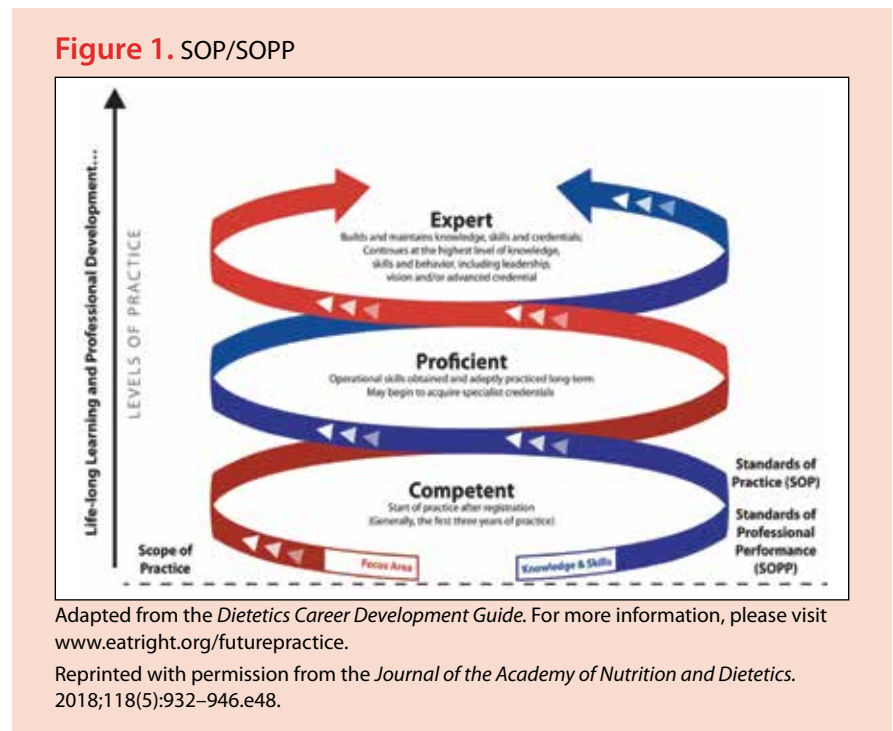 Figure 1. SOP/SOPP
Life-long Learning and Professional Development...
LEVELS OF PRACTICE
Expert
Builds and maintains knowledge, skills and credentials;
Continues at the highest level of knowledge,
skills and behavior, including leadership,
vision and/or advanced credential
Proficient
Operational skills obtained and adeptly practiced long-term
May begin to acquire specialist credentials
Competent
Start of practice after registration
(Generally, the first three years of practice)
Standards of
Practice (SOP)
Standards of
Professional
Performance
(SOPP)
Scope of
Practice
Focus Area
Knowledge & Skills
Adapted from the Dietetics Career Development Guide. For more information, please visit
www.eatright.org/futurepractice.
Reprinted with permission from the Journal of the Academy of Nutrition and Dietetics.
2018;118(5):932–946.e48.